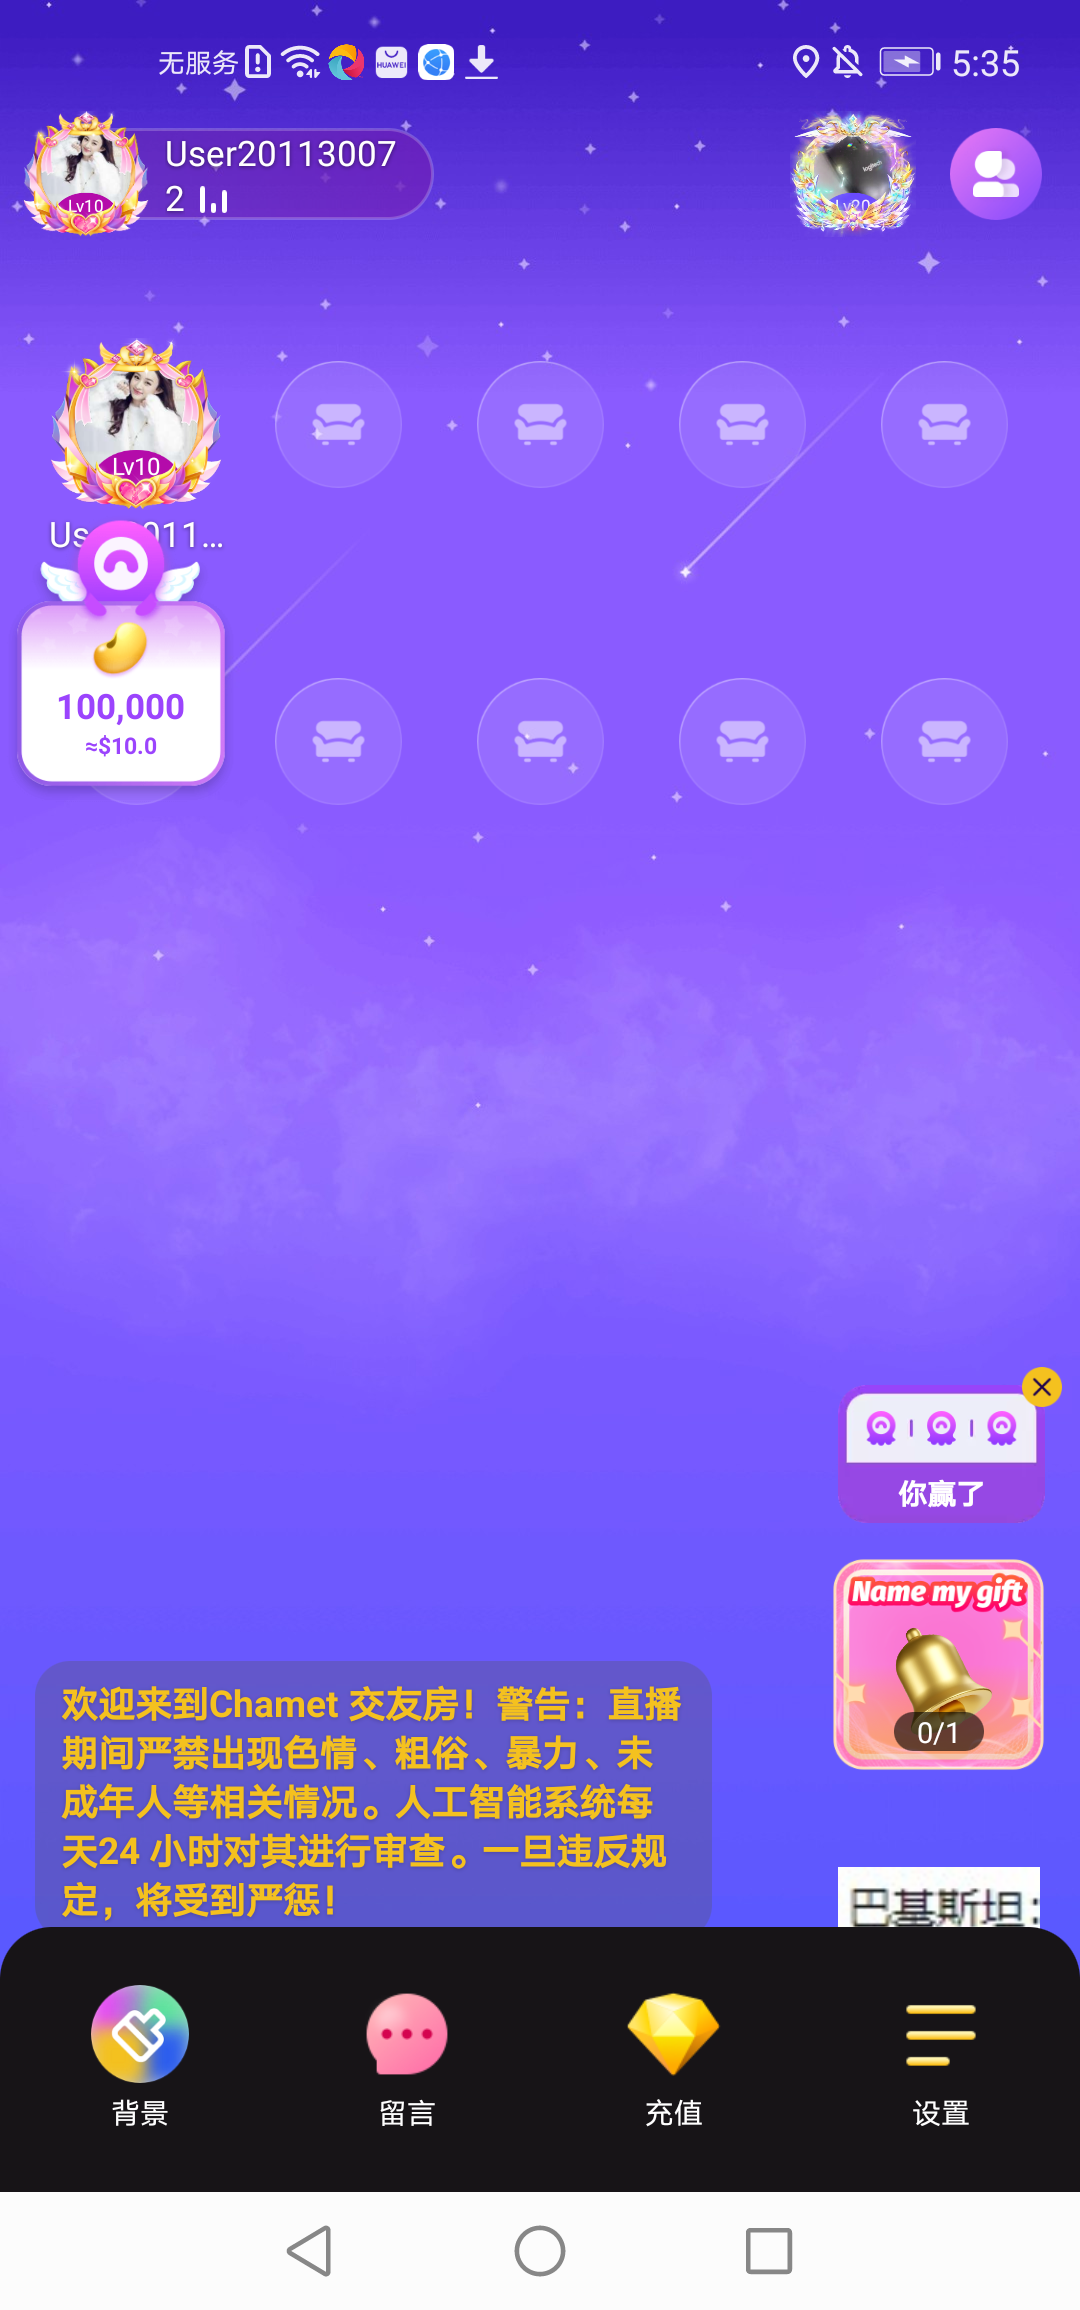 无服务
HUAWEI
5:35
User20113007
2
Lv10
logitech
Lv20
Lv10
100,000
≈$10.0
你赢了
Name my gift
0/1
欢迎来到Chamet 交友房！警告：直播
期间严禁出现色情、粗俗、暴力、未
成年人等相关情况。人工智能系统每
天24 小时对其进行审查。一旦违反规
定，将受到严惩！
巴基斯坦：
背景
留言
充值
设置